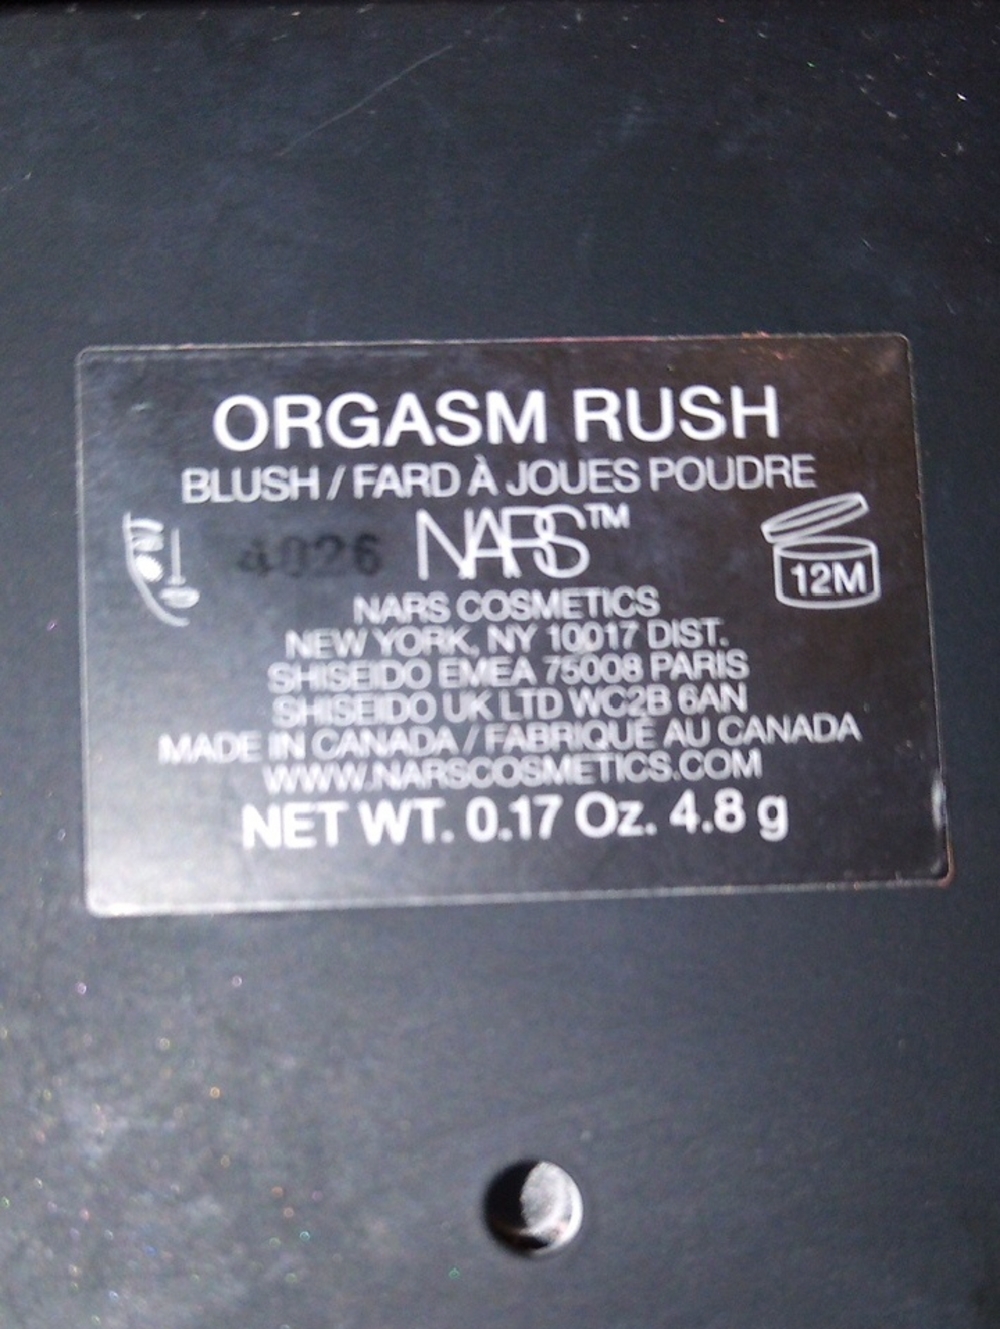 ORGASM RUSH
BLUSH / FARD À JOUES POUDRE
4026 NARS™
12M
NARS COSMETICS
NEW YORK, NY 10017 DIST.
SHISEIDO EMEA 75008 PARIS
SHISEIDO UK LTD WC2B 6AN
MADE IN CANADA / FABRIQUÉ AU CANADA
WWW.NARSCOSMETICS.COM
NET WT. 0.17 Oz. 4.8 g